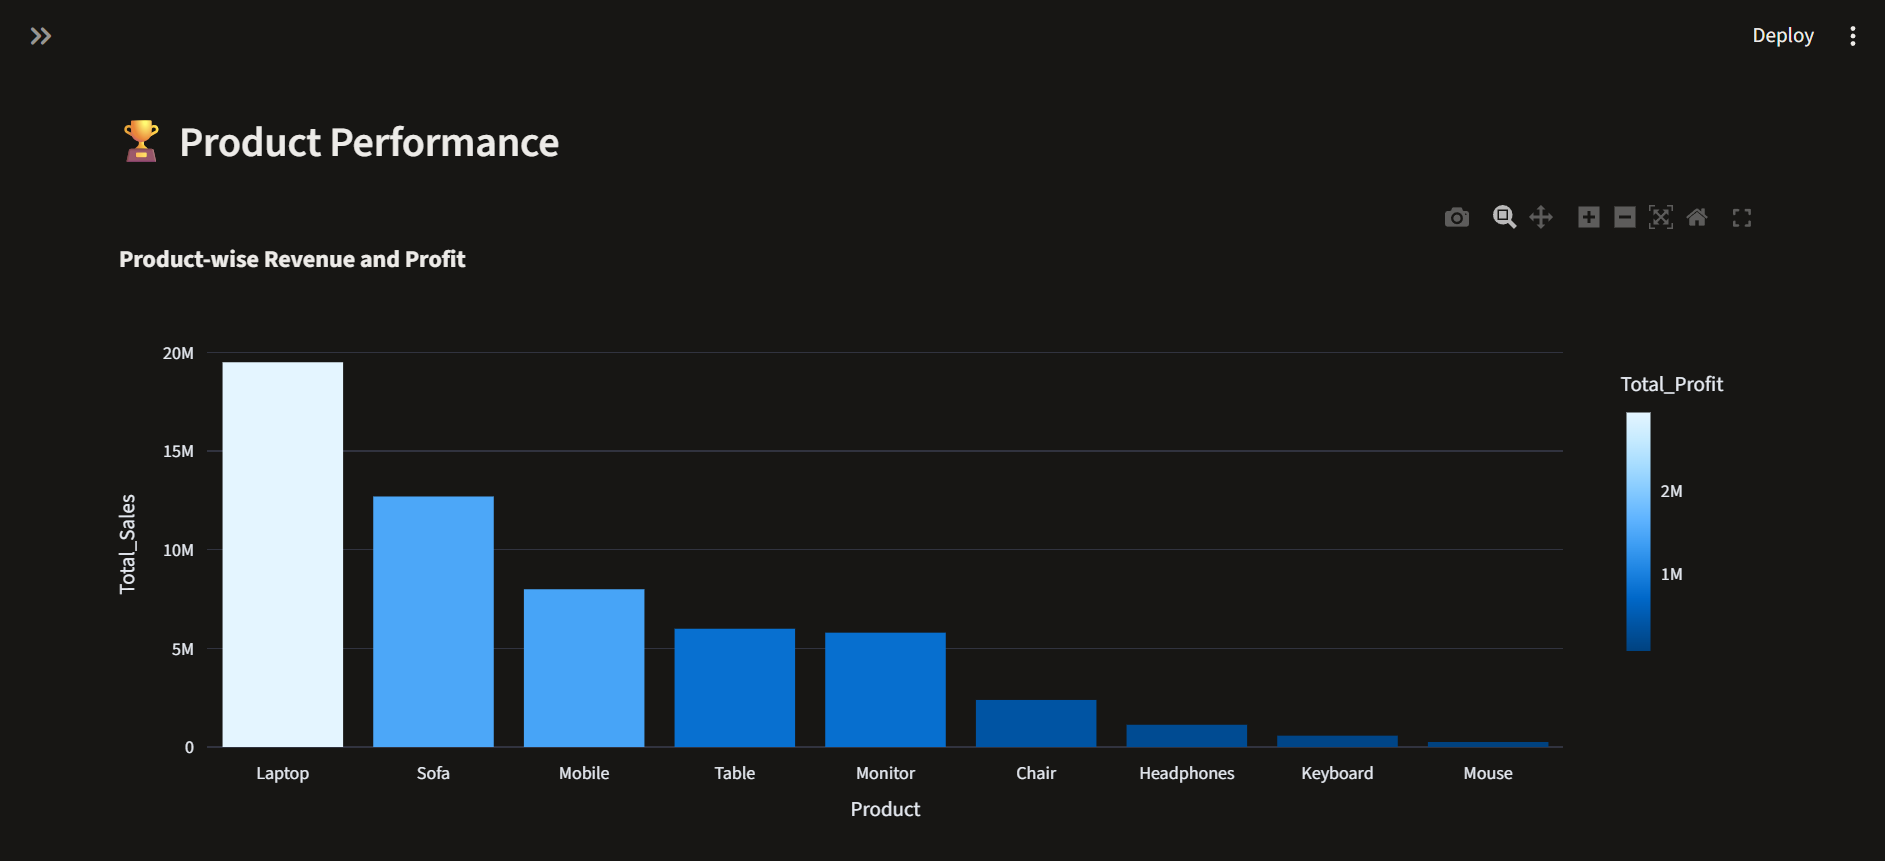 Deploy
Product Performance
Product-wise Revenue and Profit
Total_Sales
20M
15M
10M
5M
0
Laptop
Sofa
Mobile
Table
Monitor
Chair
Headphones
Keyboard
Mouse
Product
Total_Profit
2M
1M